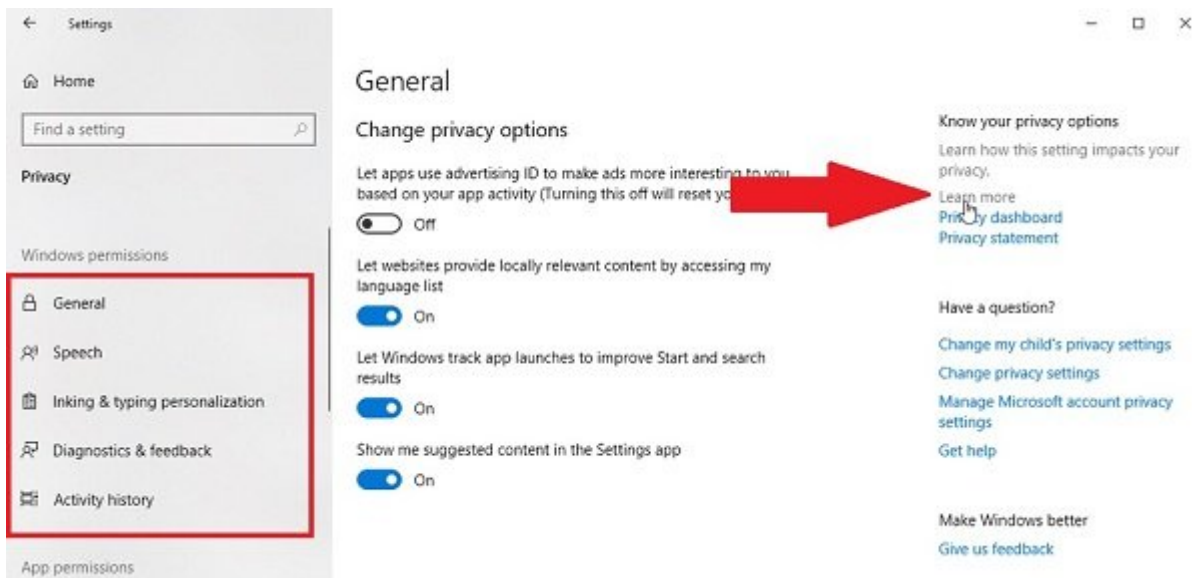 Settings
Home
Find a setting
Privacy
Windows permissions
General
Speech
Inking & typing personalization
Diagnostics & feedback
Activity history
App permissions
General
Change privacy options
Let apps use advertising ID to make ads more interesting to you
based on your app activity (Turning this off will reset
Off
Let websites provide locally relevant content by accessing my
language list
On
Let Windows track app launches to improve Start and search
results
On
Show me suggested content in the Settings app
On
Know your privacy options
Learn how this setting impacts your
privacy.
Learn more
Privacy dashboard
Privacy statement
Have a question?
Change my child's privacy settings
Change privacy settings
Manage Microsoft account privacy
settings
Get help
Make Windows better
Give us feedback